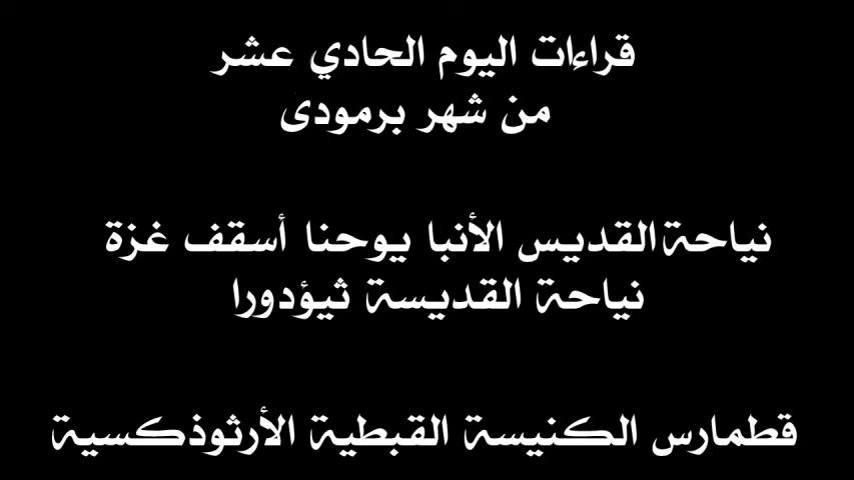 قراءات اليوم الحادي عشر
من شهر برمودى
نياحة القديس الأنبا يوحنا أسقف غزة
نياحة القديسة ثيؤدورا
قطمارس الكنيسة القبطية الأرثوذكسية